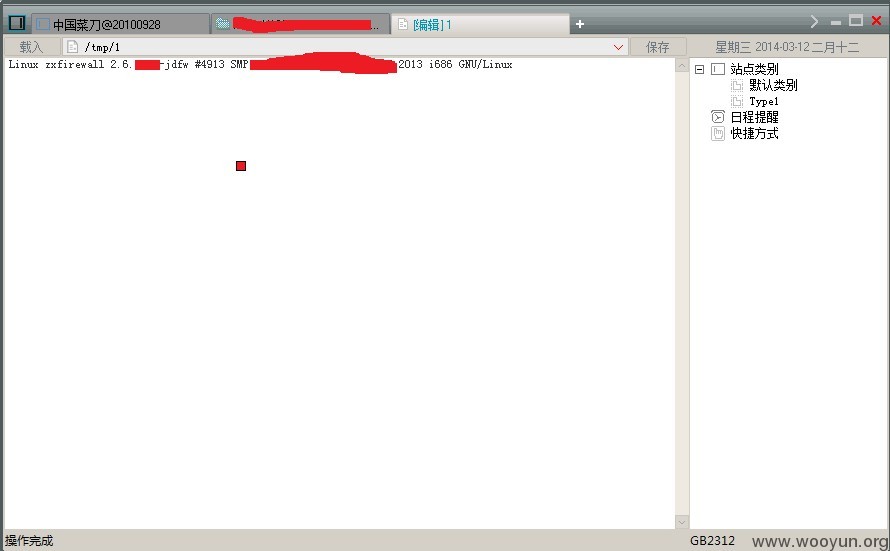 中国菜刀@20100928
...
[编辑] 1
+
载入
/tmp/1
保存
星期三 2014-03-12 二月十二
Linux zxfirewall 2.6. -jdfw #4913 SMP 2013 i686 GNU/Linux
站点类别
默认类别
Type1
日程提醒
快捷方式
操作完成
GB2312
www.wooyun.org